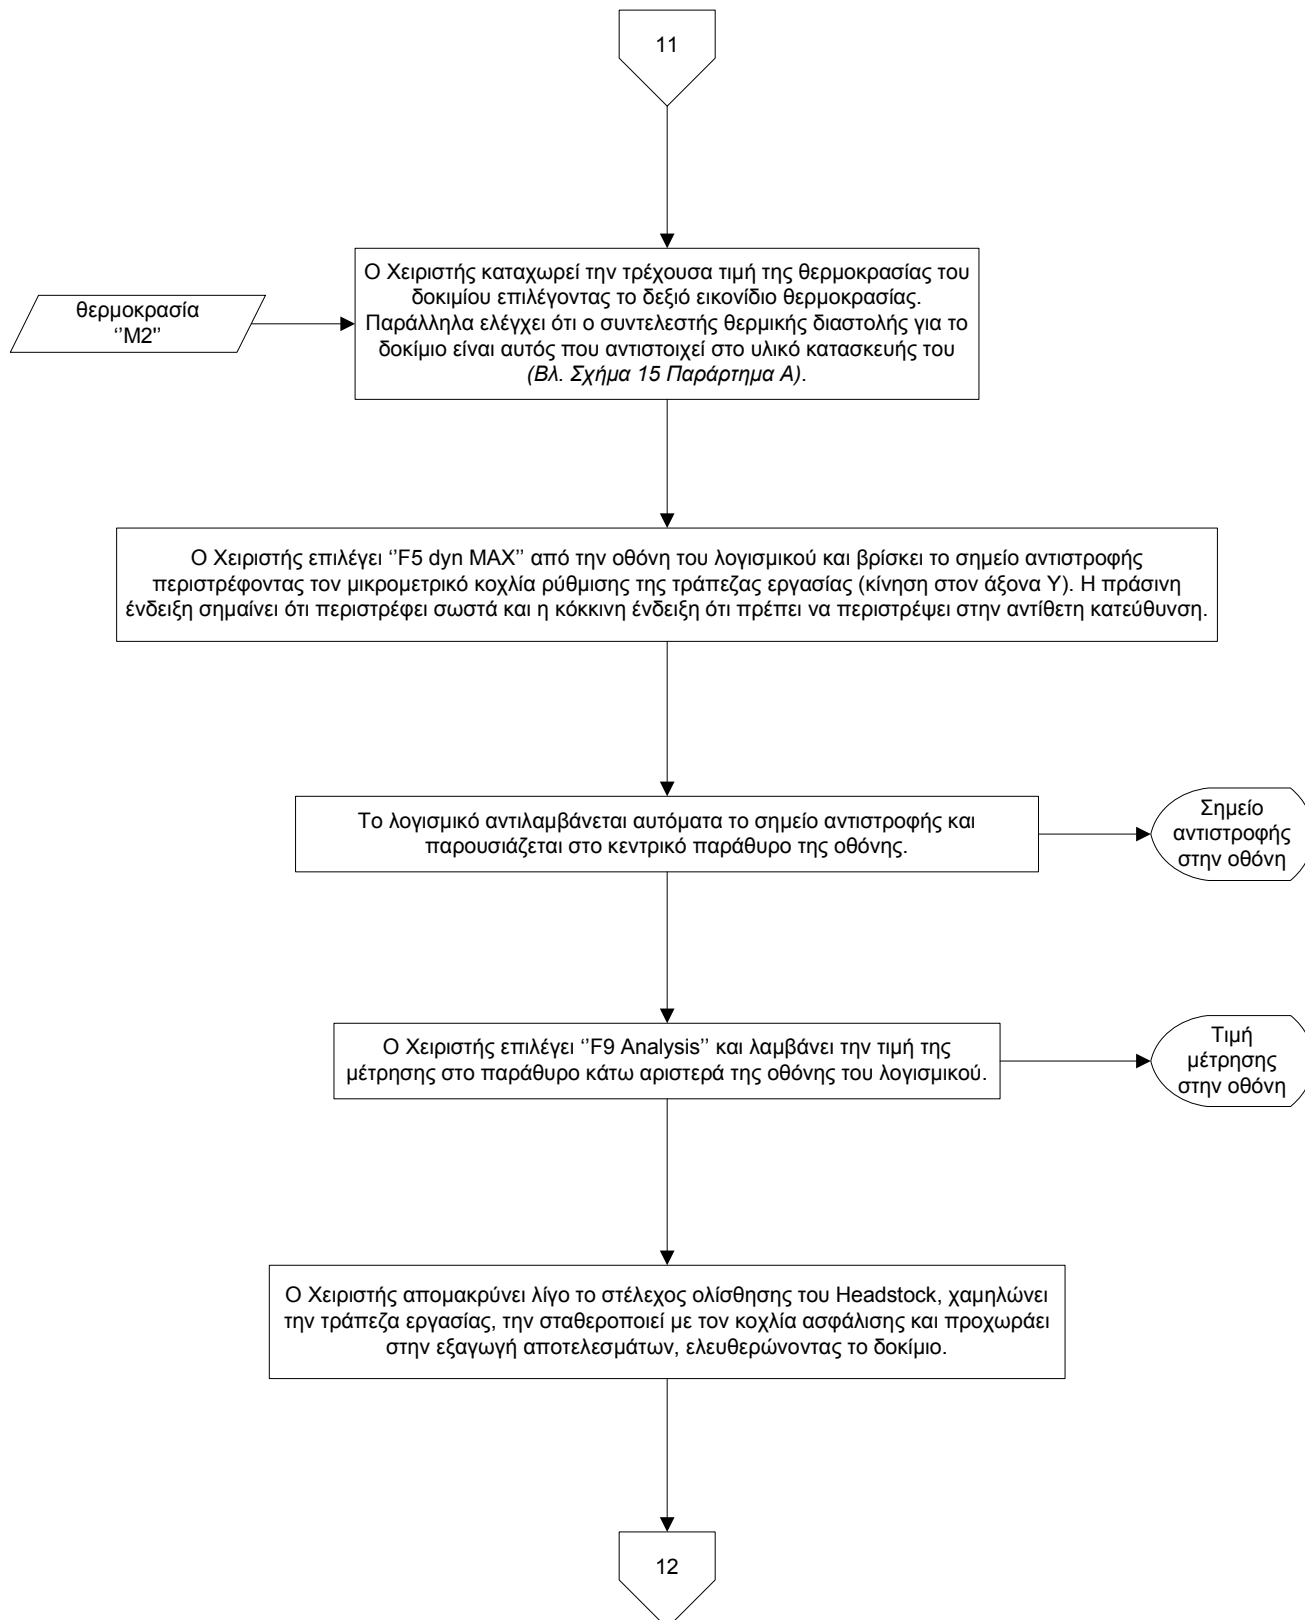 11
Ο Χειριστής καταχωρεί την τρέχουσα τιμή της θερμοκρασίας του
δοκιμίου επιλέγοντας το δεξιό εικονίδιο θερμοκρασίας.
Παράλληλα ελέγχει ότι ο συντελεστής θερμικής διαστολής για το
δοκίμιο είναι αυτός που αντιστοιχεί στο υλικό κατασκευής του
(Βλ. Σχήμα 15 Παράρτημα Α).
θερμοκρασία
‘’M2’’
Ο Χειριστής επιλέγει ‘’F5 dyn MAX’’ από την οθόνη του λογισμικού και βρίσκει το σημείο αντιστροφής
περιστρέφοντας τον μικρομετρικό κοχλία ρύθμισης της τράπεζας εργασίας (κίνηση στον άξονα Υ). Η πράσινη
ένδειξη σημαίνει ότι περιστρέφει σωστά και η κόκκινη ένδειξη ότι πρέπει να περιστρέψει στην αντίθετη κατεύθυνση.
Το λογισμικό αντιλαμβάνεται αυτόματα το σημείο αντιστροφής και
παρουσιάζεται στο κεντρικό παράθυρο της οθόνης.
Σημείο
αντιστροφής
στην οθόνη
Ο Χειριστής επιλέγει ‘’F9 Analysis’’ και λαμβάνει την τιμή της
μέτρησης στο παράθυρο κάτω αριστερά της οθόνης του λογισμικού.
Τιμή
μέτρησης
στην οθόνη
Ο Χειριστής απομακρύνει λίγο το στέλεχος ολίσθησης του Headstock, χαμηλώνει
την τράπεζα εργασίας, την σταθεροποιεί με τον κοχλία ασφάλισης και προχωράει
στην εξαγωγή αποτελεσμάτων, ελευθερώνοντας το δοκίμιο.
12